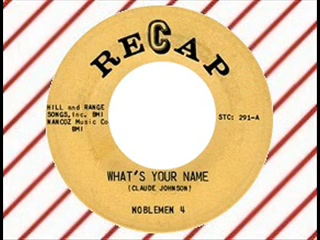 RECAP
HILL and RANGE
SONGS,Inc. BMI
NANCOZ Music Co
BMI
STC: 291-A
WHAT'S YOUR NAME
(CLAUDE JOHNSON)
NOBLEMEN 4